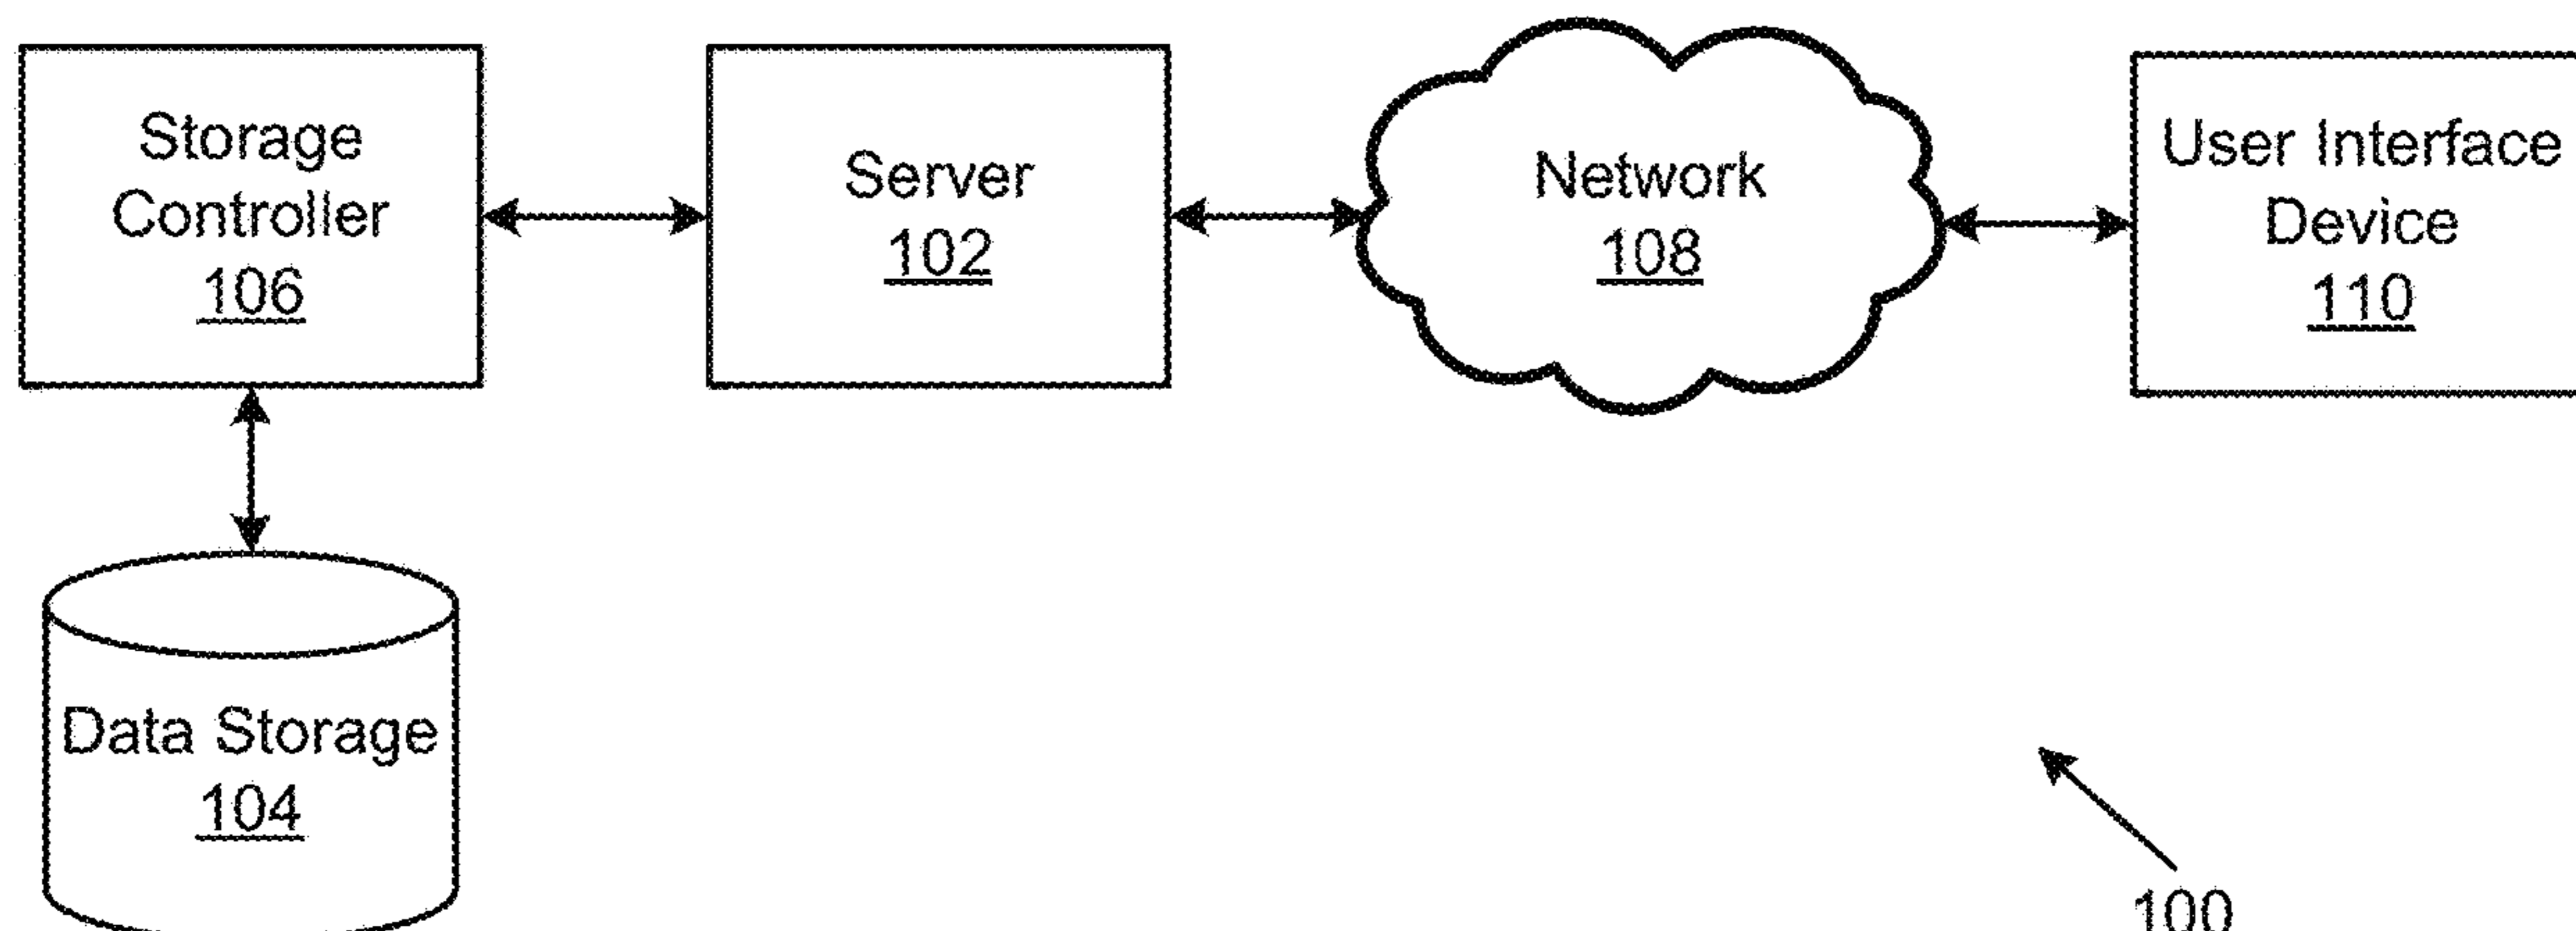 Storage
Controller
106
Server
102
Network
108
User Interface
Device
110
Data Storage
104
100